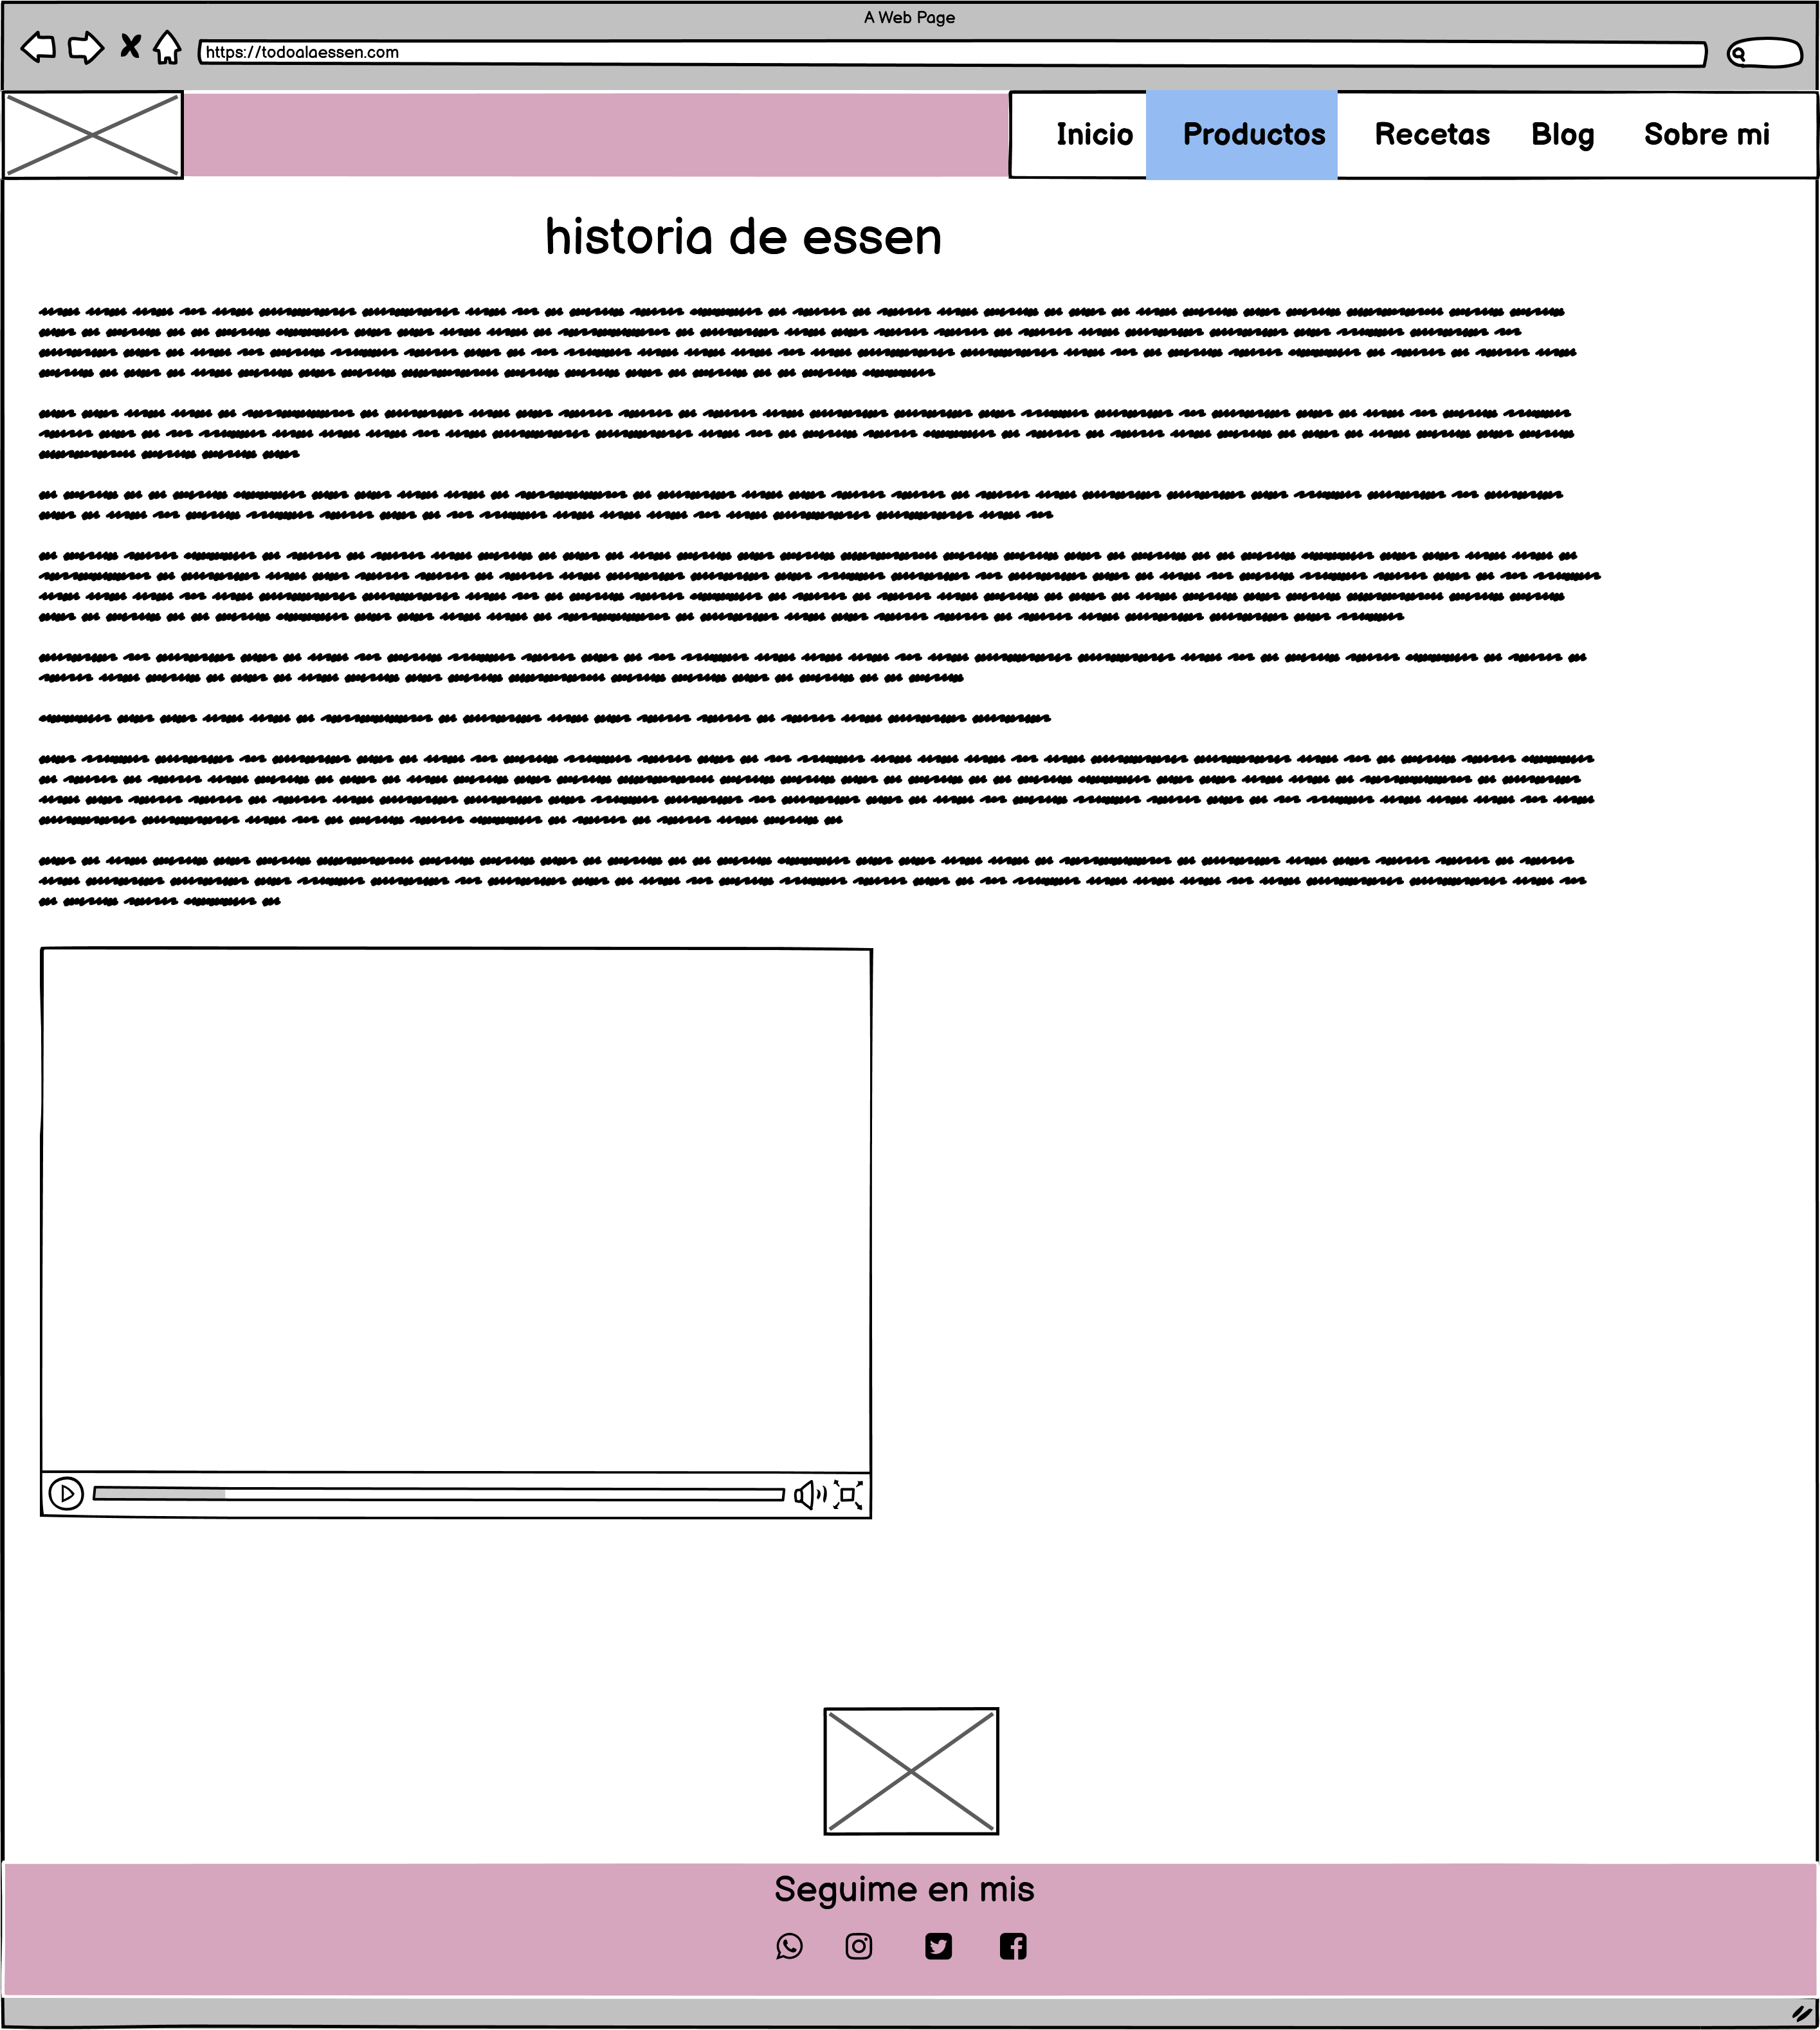 A Web Page
https://todoalaessen.com
Inicio Productos Recetas Blog Sobre mi
historia de essen
Seguime en mis